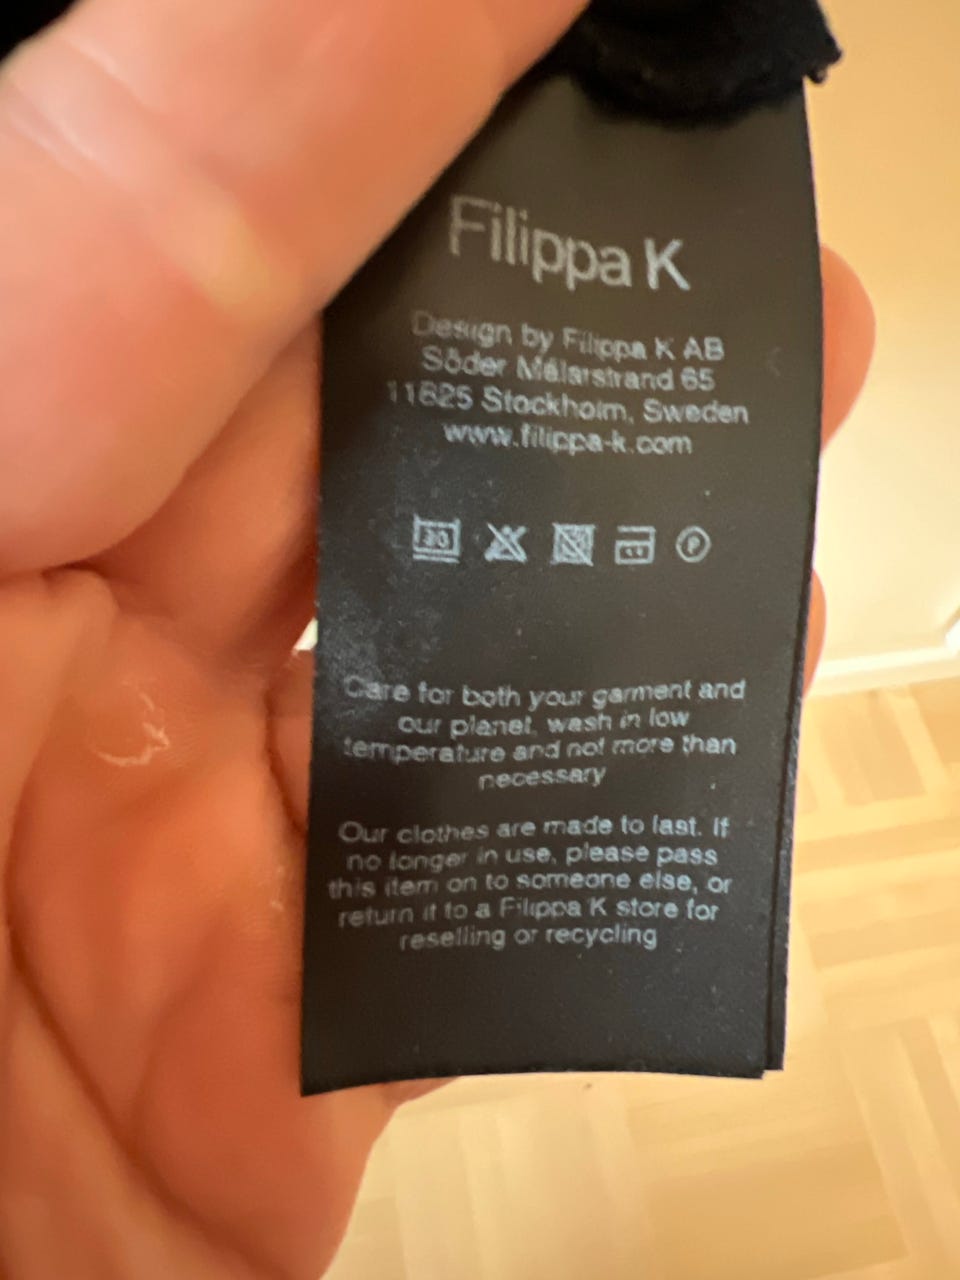 Filippa K
Design by Filippa K AB
Söder Mälarstrand 65
11825 Stockholm, Sweden
www.filippa-k.com
30
P
Care for both your garment and
our planet, wash in low
temperature and not more than
necessary
Our clothes are made to last. If
no longer in use, please pass
this item on to someone else, or
return it to a Filippa K store for
reselling or recycling